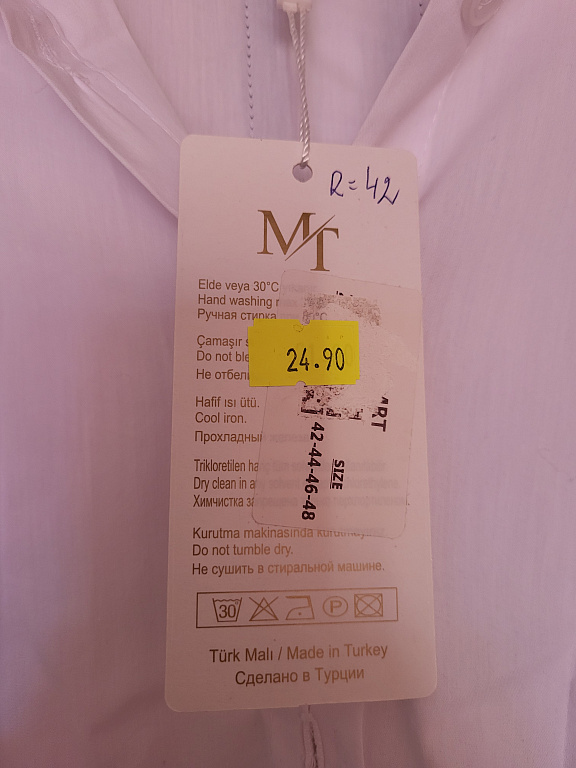 R=42
MT
Elde veya 30°C
Hand washing
Ручная стирка
24.90
Çamaşır
Do not
Не
Hafif ısı ütü.
Cool iron.
Прохладный
ART
SIZE
42-44-46-48
Trikloretilen
Dry clean in
Химчистка
Kurutma makinasında
Do not tumble dry.
Не сушить в стиральной машине.
30 P
Türk Malı / Made in Turkey
Сделано в Турции